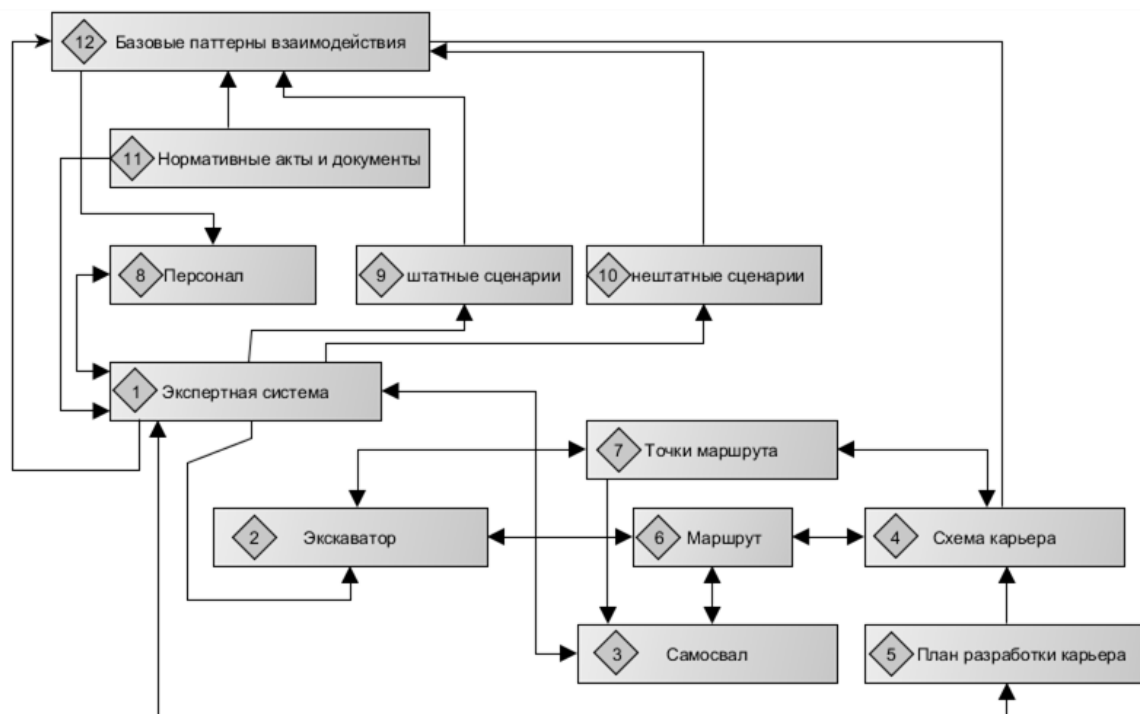 12 Базовые паттерны взаимодействия
11 Нормативные акты и документы
8 Персонал
9 штатные сценарии
10 нештатные сценарии
1 Экспертная система
7 Точки маршрута
2 Экскаватор
6 Маршрут
4 Схема карьера
3 Самосвал
5 План разработки карьера